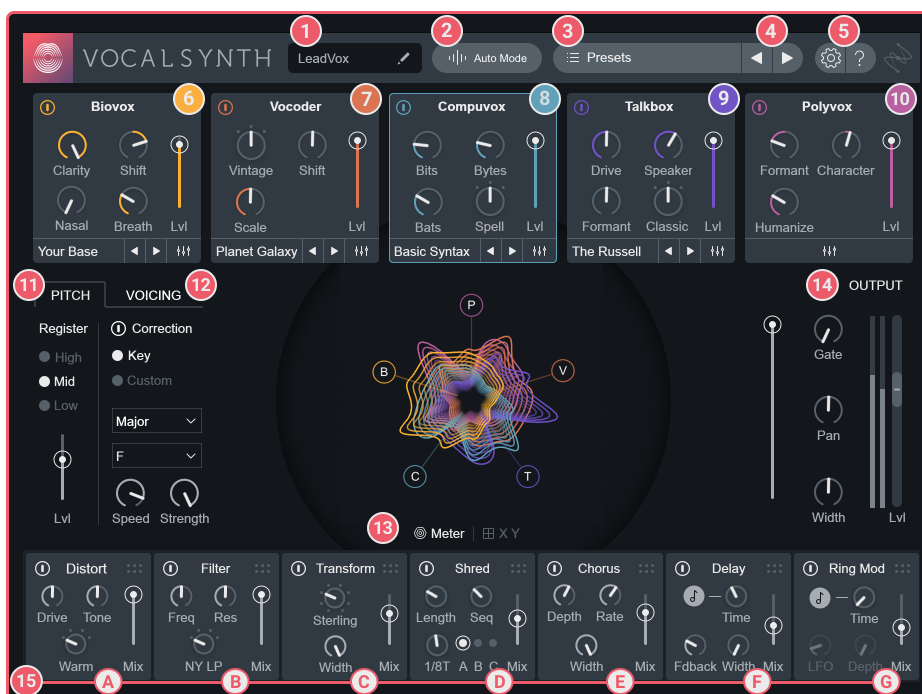 1 2 3 4 5
VOCALSYNTH LeadVox Auto Mode Presets ?
Biovox 6 Vocoder 7 Compuvox 8 Talkbox 9 Polyvox 10
Clarity Shift Vintage Shift Bits Bytes Drive Speaker Formant Character
Nasal Breath Lvl Scale Lvl Bats Spell Lvl Formant Classic Lvl Humanize Lvl
Your Base Planet Galaxy Basic Syntax The Russell
11 PITCH VOICING 12 14 OUTPUT
Register Correction
High Key
Mid Custom
Low
Major
F
Speed Strength
Lvl
P
B V
C T
Gate
Pan
Width Lvl
13 Meter X Y
Distort Filter Transform Shred Chorus Delay Ring Mod
Drive Tone Freq Res Sterling Length Seq Depth Rate Time Time
Warm Mix NY LP Mix Width Mix 1/8T A B C Mix Width Mix Fdback Width Mix LFO Depth Mix
15 A B C D E F G